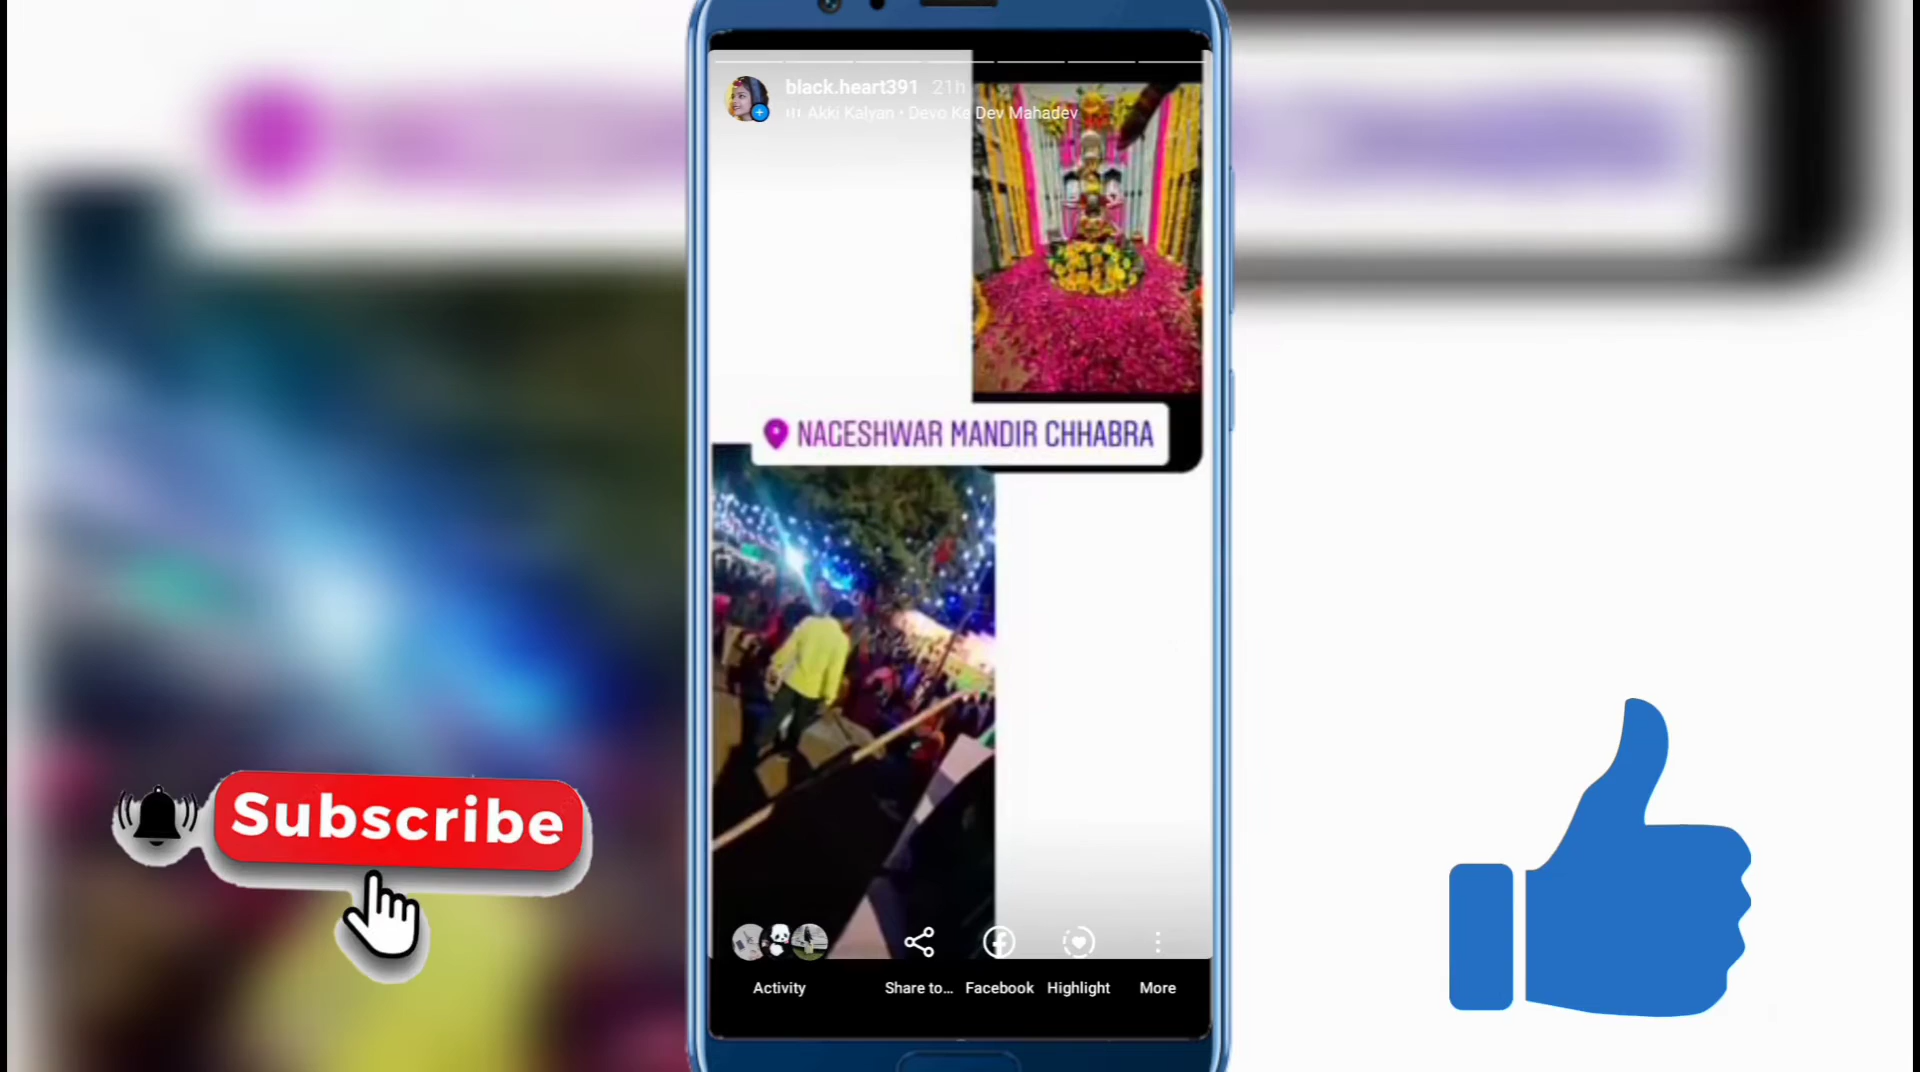 black.heart391 21h
Akki Kalyan • Devo Ke Dev Mahadev
NAGESHWAR MANDIR CHHABRA
Subscribe
Activity
Share to...
Facebook
Highlight
More